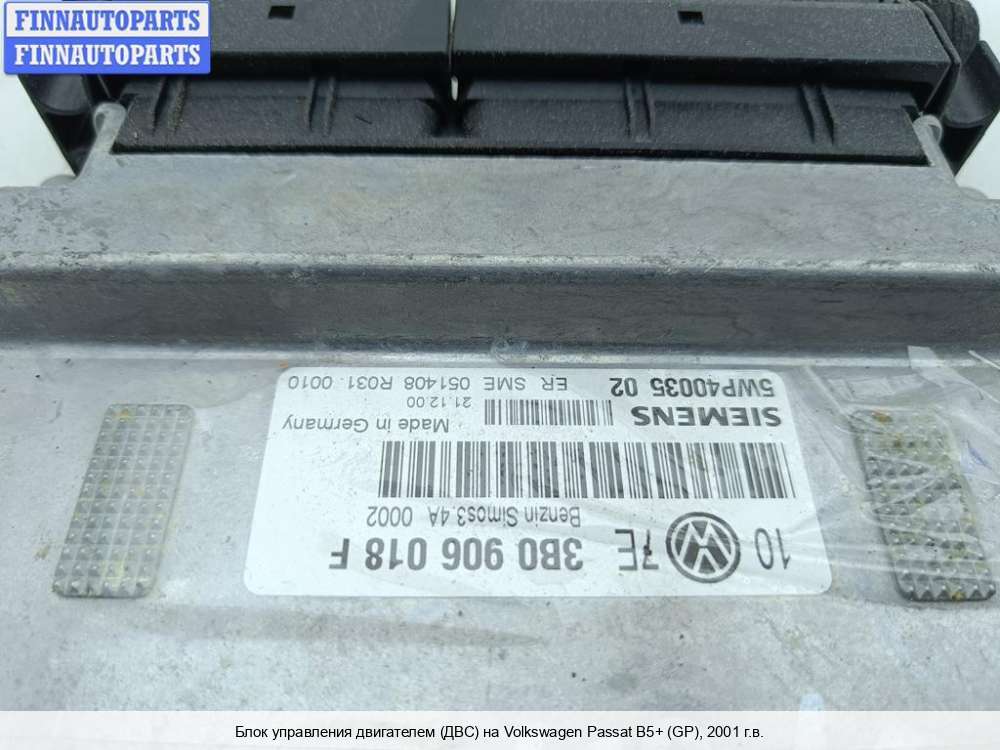 FINNAUTOPARTS
FINNAUTOPARTS
10 7E 3B0 906 018 F
Benzin Simos3.4A 0002
SIEMENS
Made in Germany
21.12.00
5WP40035 02
ER SME 051408 R031.0010
Блок управления двигателем (ДВС) на Volkswagen Passat B5+ (GP), 2001 г.в.